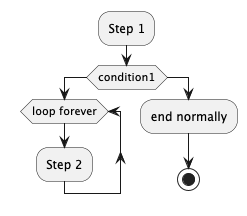 Step 1
condition1
loop forever
end normally
Step 2